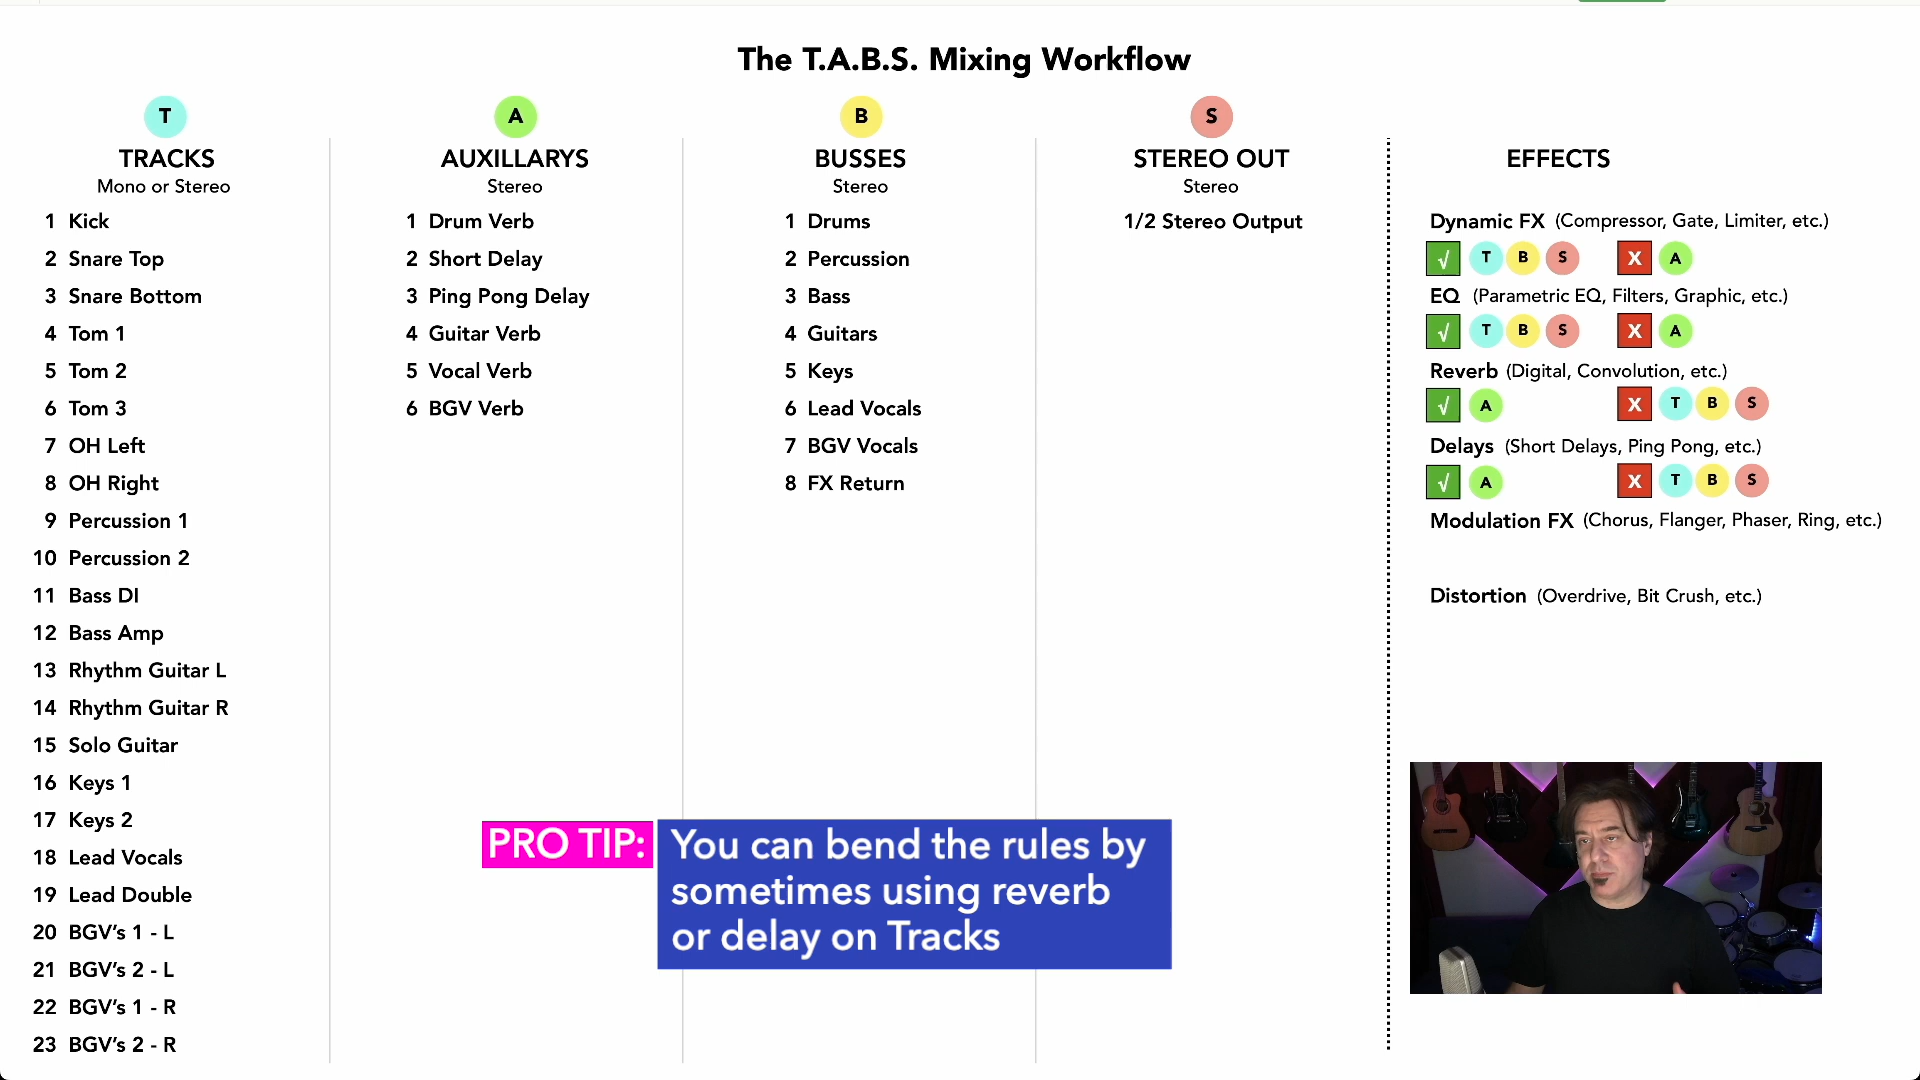 The T.A.B.S. Mixing Workflow
T
TRACKS
Mono or Stereo
1 Kick
2 Snare Top
3 Snare Bottom
4 Tom 1
5 Tom 2
6 Tom 3
7 OH Left
8 OH Right
9 Percussion 1
10 Percussion 2
11 Bass DI
12 Bass Amp
13 Rhythm Guitar L
14 Rhythm Guitar R
15 Solo Guitar
16 Keys 1
17 Keys 2
18 Lead Vocals
19 Lead Double
20 BGV's 1 - L
21 BGV's 2 - L
22 BGV's 1 - R
23 BGV's 2 - R
A
AUXILLARYS
Stereo
1 Drum Verb
2 Short Delay
3 Ping Pong Delay
4 Guitar Verb
5 Vocal Verb
6 BGV Verb
B
BUSSES
Stereo
1 Drums
2 Percussion
3 Bass
4 Guitars
5 Keys
6 Lead Vocals
7 BGV Vocals
8 FX Return
S
STEREO OUT
Stereo
1/2 Stereo Output
EFFECTS
Dynamic FX (Compressor, Gate, Limiter, etc.)
√ T B S X A
EQ (Parametric EQ, Filters, Graphic, etc.)
√ T B S X A
Reverb (Digital, Convolution, etc.)
√ A X T B S
Delays (Short Delays, Ping Pong, etc.)
√ A X T B S
Modulation FX (Chorus, Flanger, Phaser, Ring, etc.)
Distortion (Overdrive, Bit Crush, etc.)
PRO TIP: You can bend the rules by
sometimes using reverb
or delay on Tracks